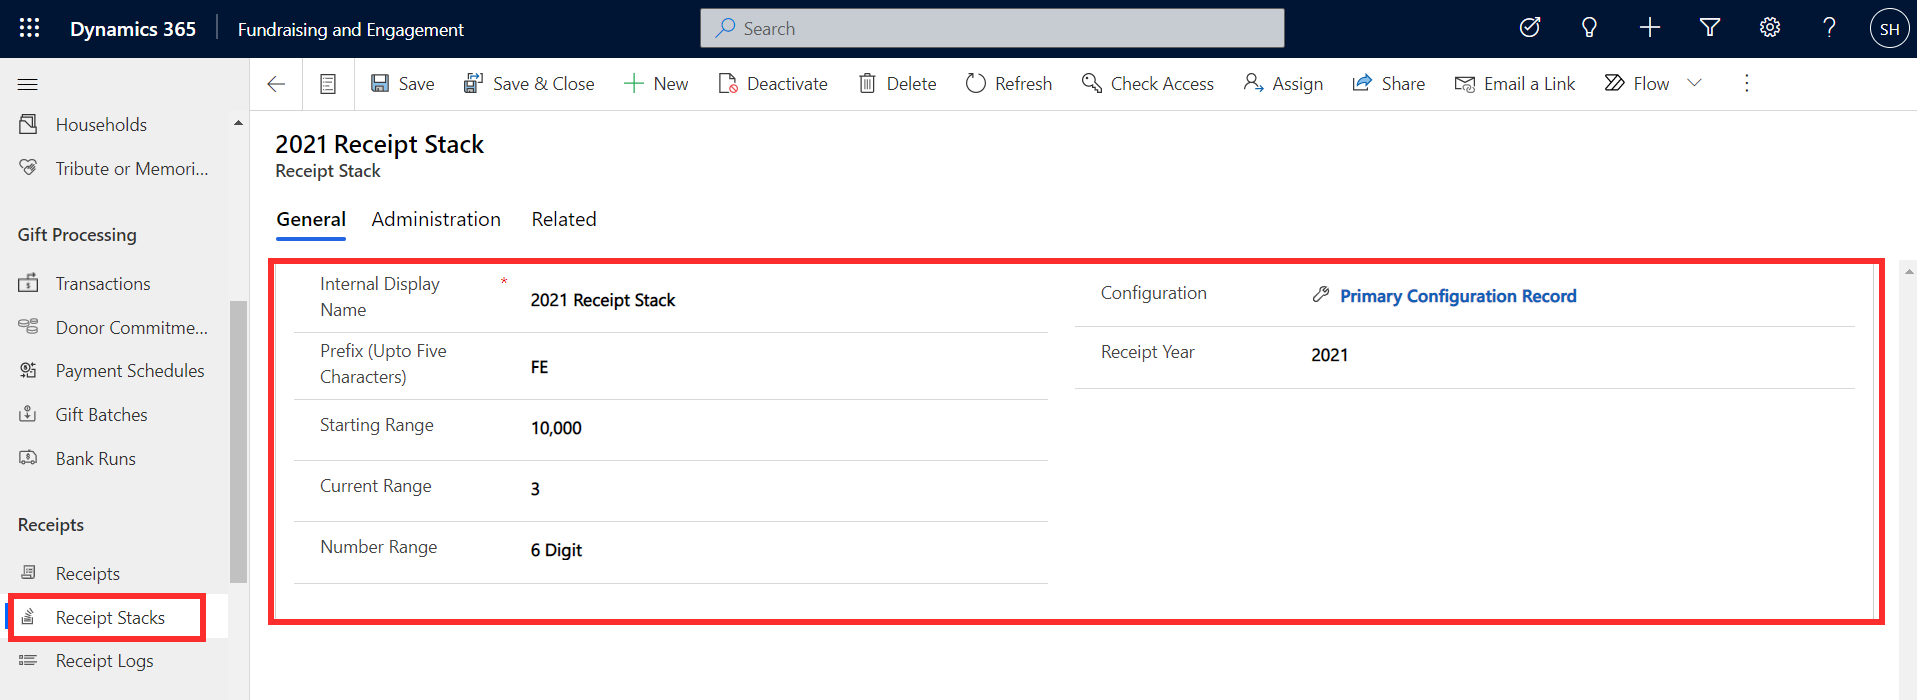 Dynamics 365 Fundraising and Engagement Search SH
Save Save & Close New Deactivate Delete Refresh Check Access Assign Share Email a Link Flow
Households
Tribute or Memori...
Gift Processing
Transactions
Donor Commitme...
Payment Schedules
Gift Batches
Bank Runs
Receipts
Receipts
Receipt Stacks
Receipt Logs
2021 Receipt Stack
Receipt Stack
General Administration Related
Internal Display
Name
*
2021 Receipt Stack
Prefix (Upto Five
Characters)
FE
Starting Range 10,000
Current Range 3
Number Range 6 Digit
Configuration Primary Configuration Record
Receipt Year 2021